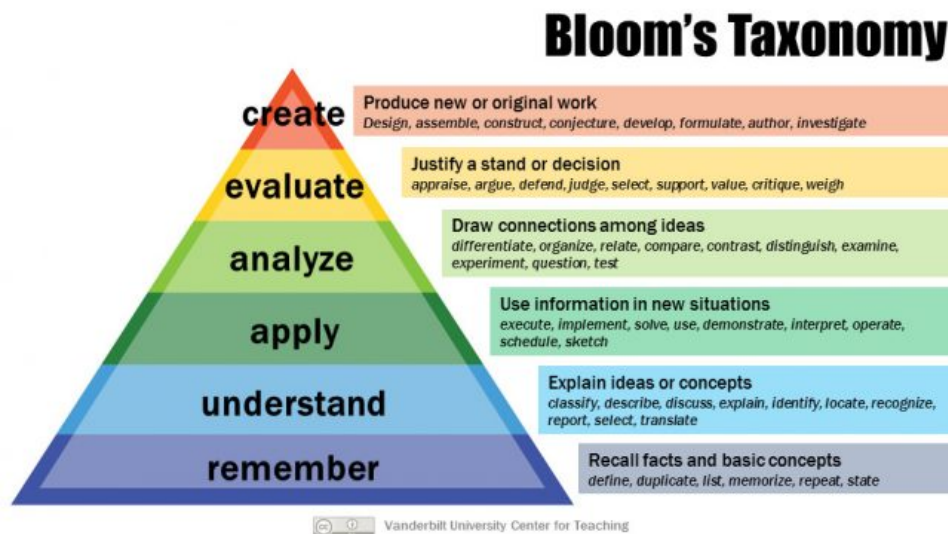 Bloom's Taxonomy
create
Produce new or original work
Design, assemble, construct, conjecture, develop, formulate, author, investigate
evaluate
Justify a stand or decision
appraise, argue, defend, judge, select, support, value, critique, weigh
analyze
Draw connections among ideas
differentiate, organize, relate, compare, contrast, distinguish, examine,
experiment, question, test
apply
Use information in new situations
execute, implement, solve, use, demonstrate, interpret, operate,
schedule, sketch
understand
Explain ideas or concepts
classify, describe, discuss, explain, identify, locate, recognize,
report, select, translate
remember
Recall facts and basic concepts
define, duplicate, list, memorize, repeat, state
cc Vanderbilt University Center for Teaching